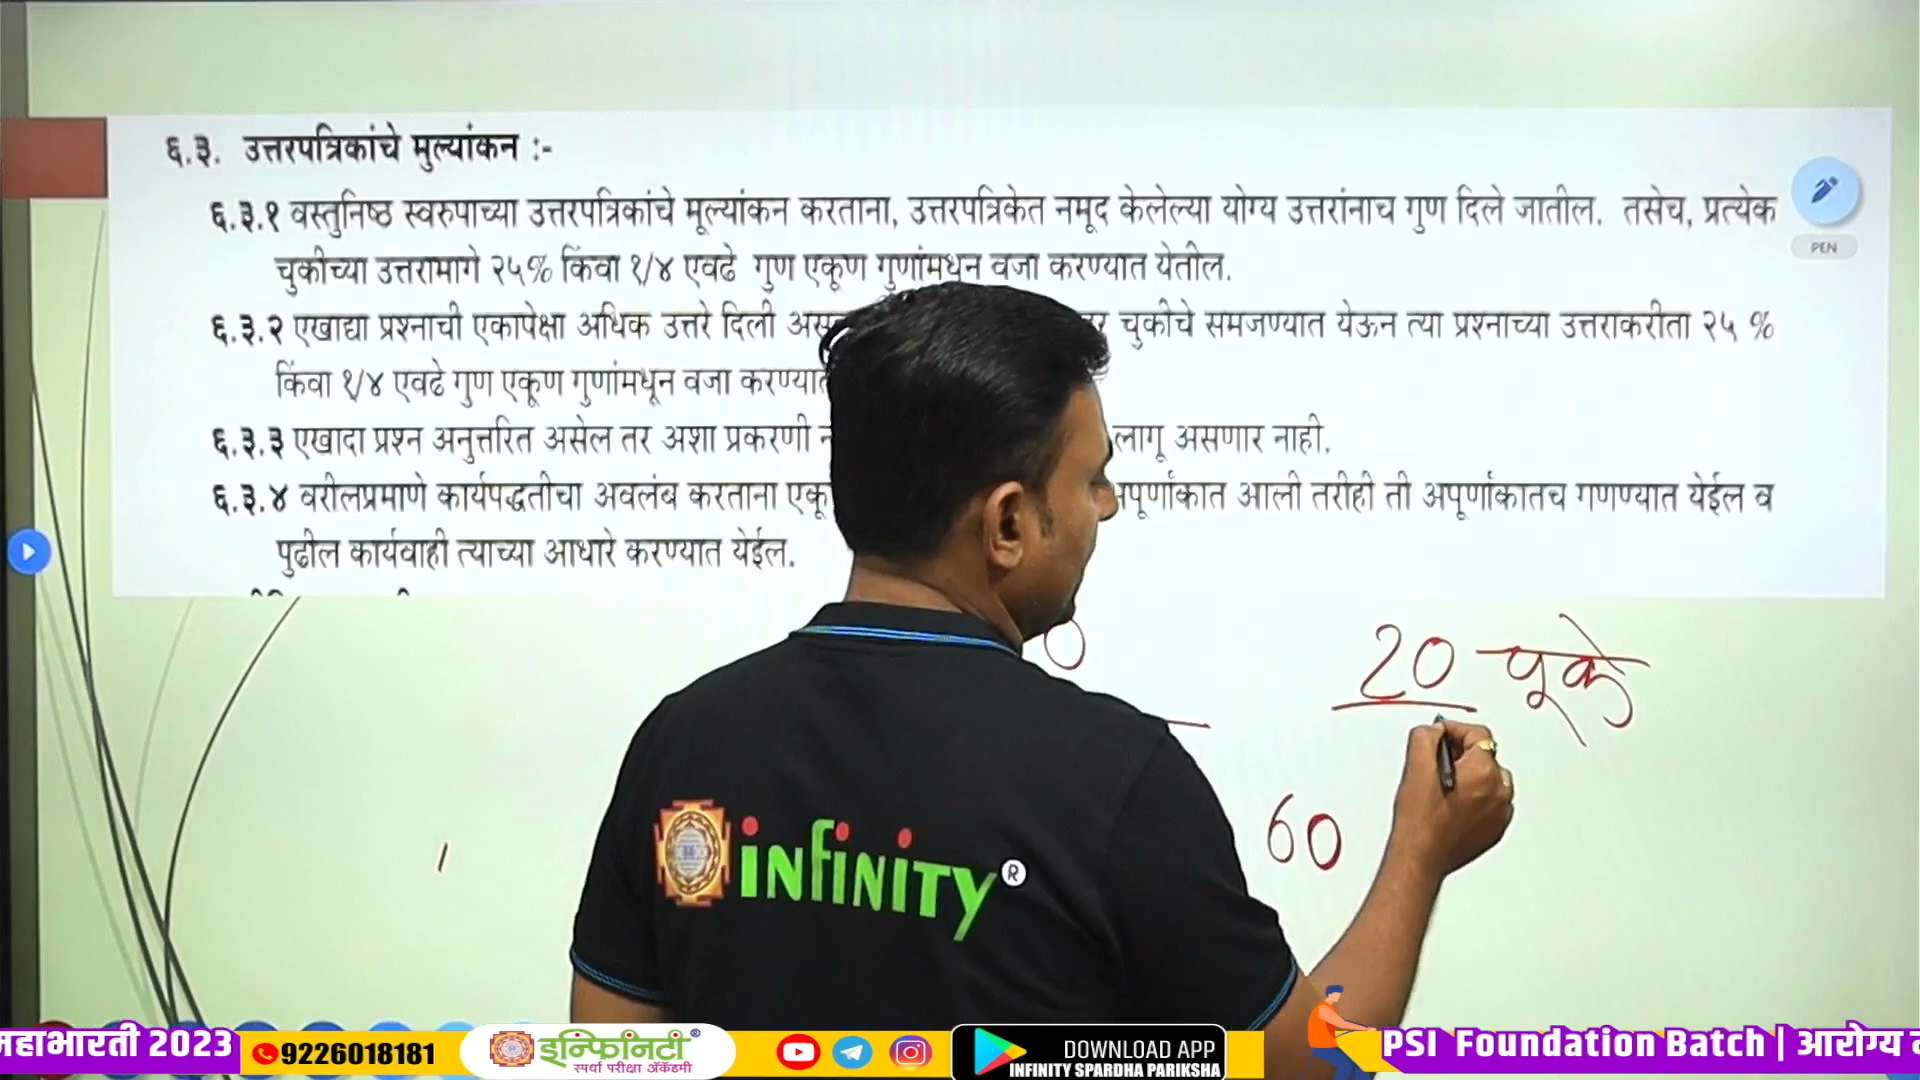 ६.३. उत्तरपत्रिकांचे मुल्यांकन :-
६.३.१ वस्तुनिष्ठ स्वरुपाच्या उत्तरपत्रिकांचे मूल्यांकन करताना, उत्तरपत्रिकेत नमूद केलेल्या योग्य उत्तरांनाच गुण दिले जातील. तसेच, प्रत्येक
चुकीच्या उत्तरामागे २५% किंवा १/४ एवढे गुण एकूण गुणांमधून वजा करण्यात येतील.
६.३.२ एखाद्या प्रश्नाची एकापेक्षा अधिक उत्तरे दिली चुकीचे समजण्यात येऊन त्या प्रश्नाच्या उत्तराकरीता २५ %
किंवा १/४ एवढे गुण एकूण गुणांमधून वजा
६.३.३ एखादा प्रश्न अनुत्तरित असेल तर अशा प्रकरणी लागू असणार नाही.
६.३.४ वरीलप्रमाणे कार्यपद्धतीचा अवलंब करताना आली तरीही ती अपूर्णांकातच गणण्यात येईल व
पुढील कार्यवाही त्याच्या आधारे करण्यात येईल.
PEN
20
60
infinity ®
महाभारती 2023
9226018181
इन्फिनिटी ®
स्पर्धा परीक्षा अ‍ॅकॅडमी
DOWNLOAD APP
INFINITY SPARDHA PARIKSHA
PSI Foundation Batch | आरोग्य